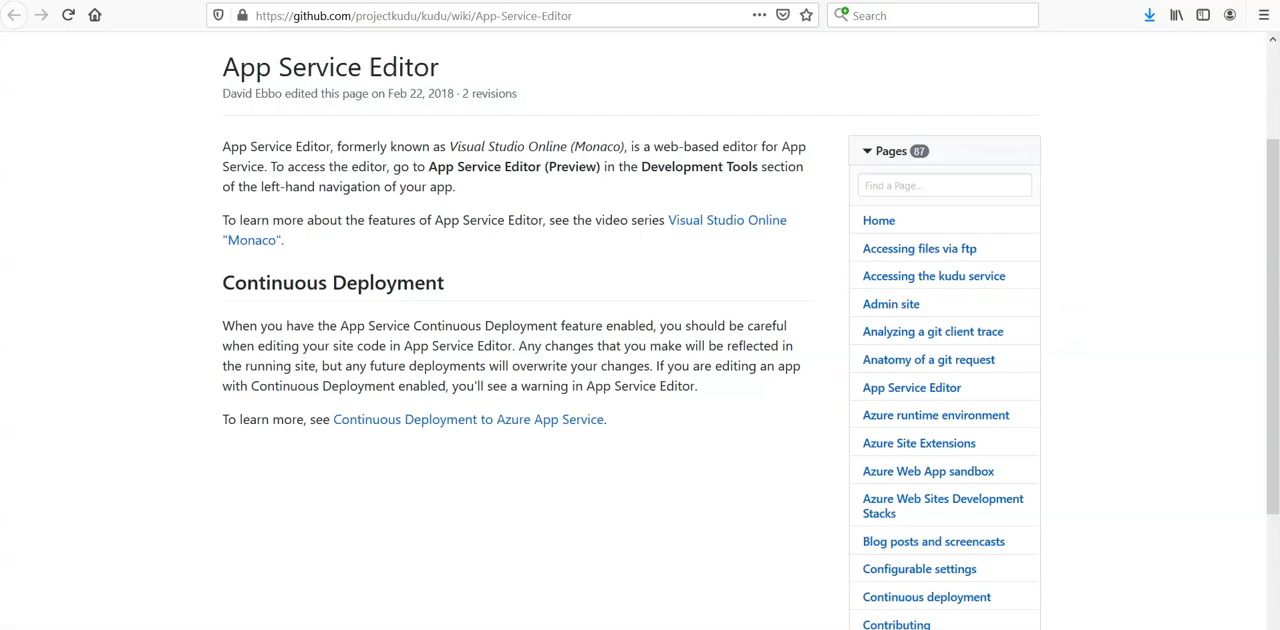 https://github.com/projectkudu/kudu/wiki/App-Service-Editor
Search
App Service Editor
David Ebbo edited this page on Feb 22, 2018 · 2 revisions
App Service Editor, formerly known as Visual Studio Online (Monaco), is a web-based editor for App
Service. To access the editor, go to App Service Editor (Preview) in the Development Tools section
of the left-hand navigation of your app.
To learn more about the features of App Service Editor, see the video series Visual Studio Online
"Monaco".
Continuous Deployment
When you have the App Service Continuous Deployment feature enabled, you should be careful
when editing your site code in App Service Editor. Any changes that you make will be reflected in
the running site, but any future deployments will overwrite your changes. If you are editing an app
with Continuous Deployment enabled, you'll see a warning in App Service Editor.
To learn more, see Continuous Deployment to Azure App Service.
Pages 87
Find a Page...
Home
Accessing files via ftp
Accessing the kudu service
Admin site
Analyzing a git client trace
Anatomy of a git request
App Service Editor
Azure runtime environment
Azure Site Extensions
Azure Web App sandbox
Azure Web Sites Development
Stacks
Blog posts and screencasts
Configurable settings
Continuous deployment
Contributing